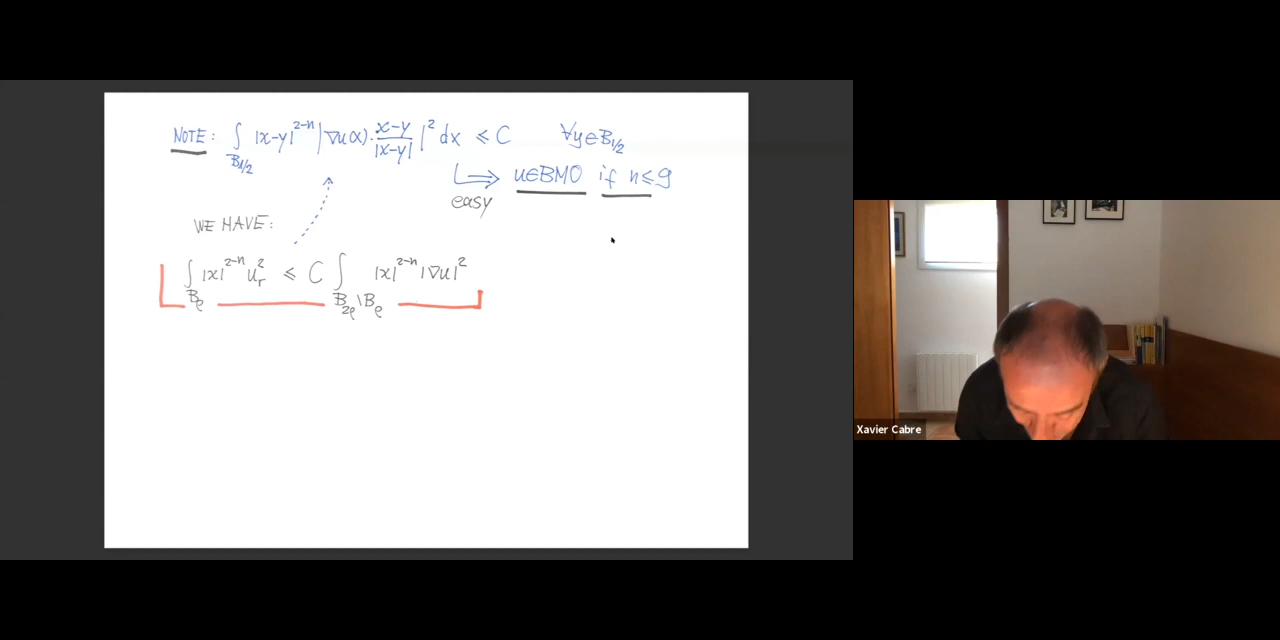 NOTE: ∫_{B_{1/2}} |x-y|^{2-n} |∇u(x)·\frac{x-y}{|x-y|}|^2 dx ≤ C ∀y∈B_{1/2}
⟹ u∈BMO if n≤9
easy
WE HAVE:
∫_{B_ρ} |x|^{2-n} u_r^2 ≤ C ∫_{B_{2ρ}\B_ρ} |x|^{2-n} |∇u|^2
Xavier Cabre